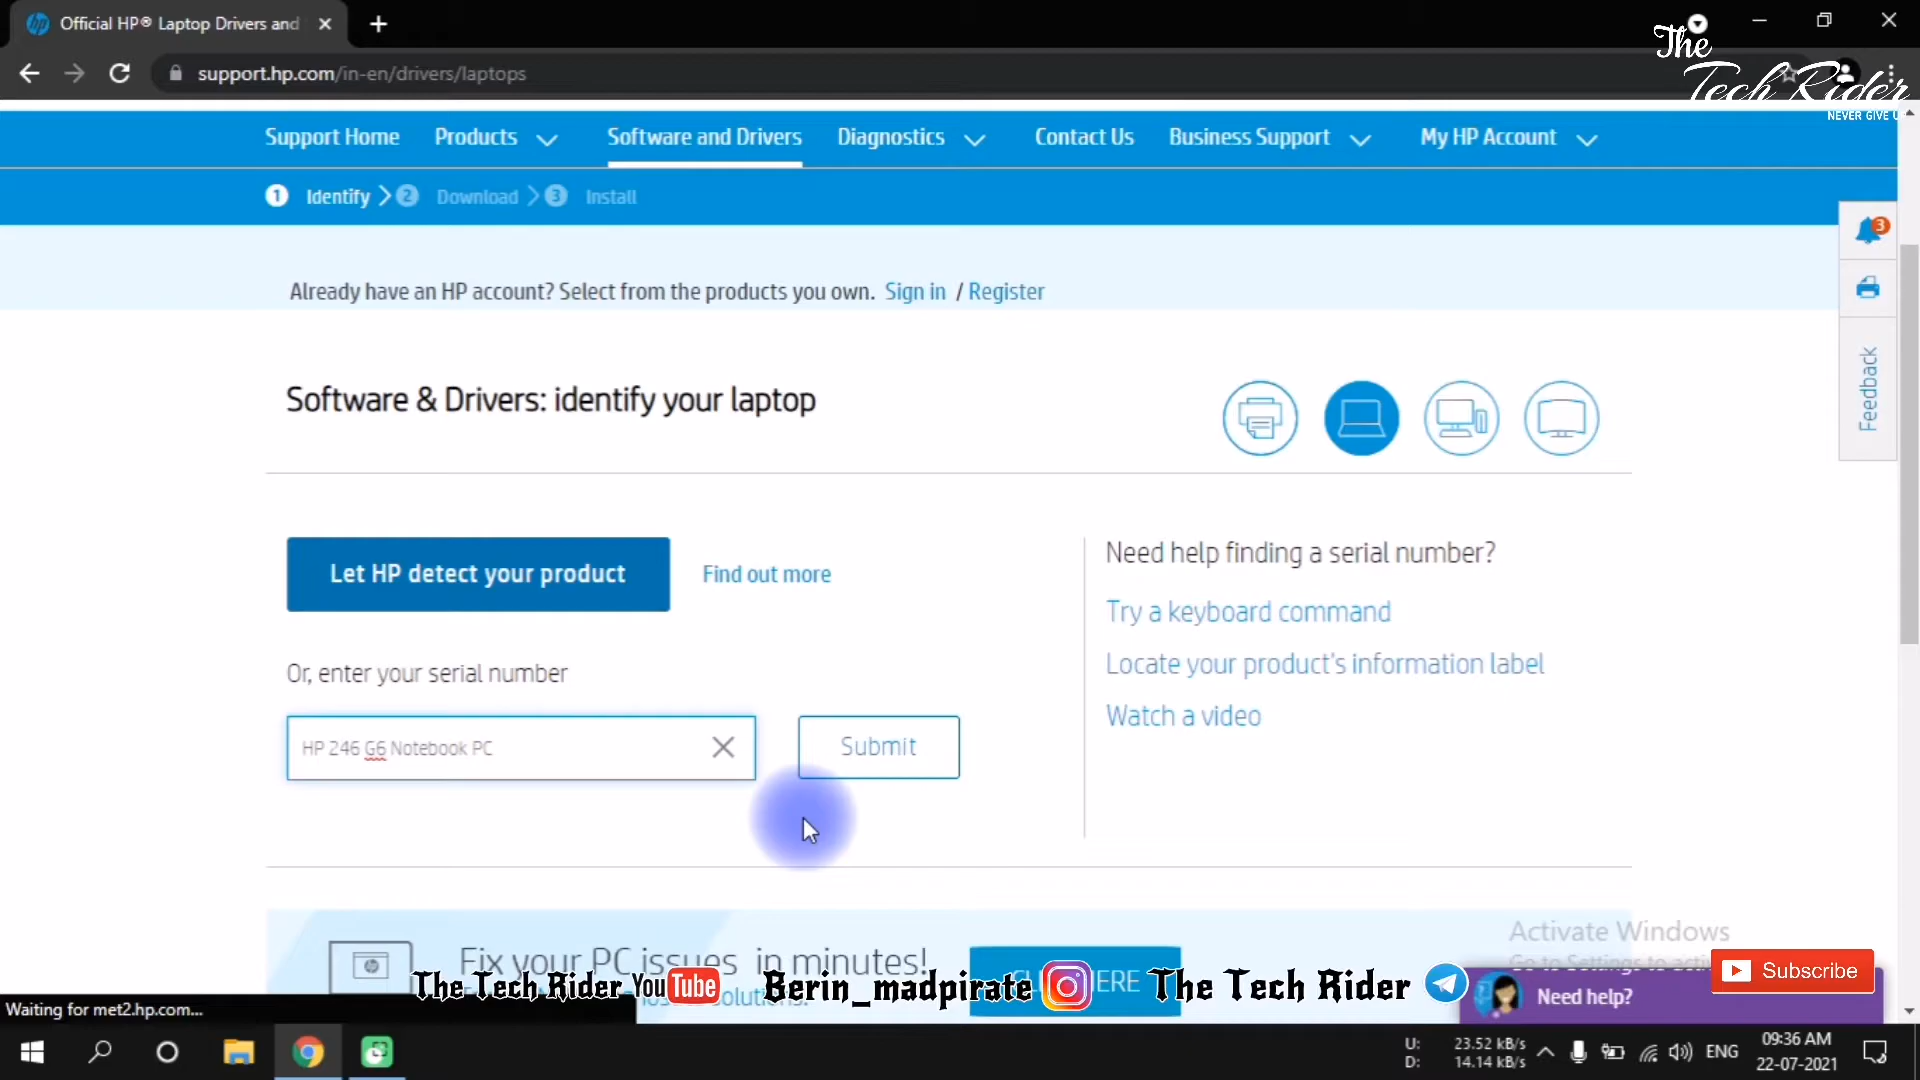 Official HP® Laptop Drivers and
support.hp.com/in-en/drivers/laptops
The
Tech Rider
NEVER GIVE U
Support Home Products Software and Drivers Diagnostics Contact Us Business Support My HP Account
1 Identify 2 Download 3 Install
3
Already have an HP account? Select from the products you own. Sign in / Register
Feedback
Software & Drivers: identify your laptop
Let HP detect your product Find out more
Need help finding a serial number?
Try a keyboard command
Locate your product's information label
Watch a video
Or, enter your serial number
HP 246 G6 Notebook PC
Submit
Activate Windows
Go to Settings to acti
Fix your PC issues in minutes!
The Tech Rider YouTube Berin_madpirate The Tech Rider
Subscribe
Need help?
Waiting for met2.hp.com...
U: 23.52 kB/s
D: 14.14 kB/s
ENG
09:36 AM
22-07-2021